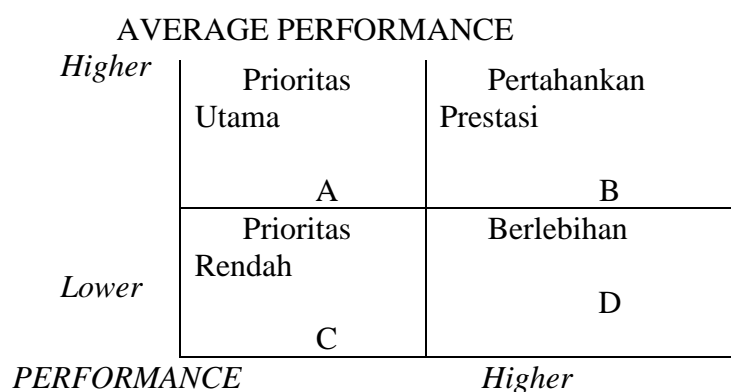 AVERAGE PERFORMANCE
Higher
Prioritas Utama
Pertahankan Prestasi
A
B
Prioritas Rendah
Berlebihan
Lower
D
C
PERFORMANCE
Higher